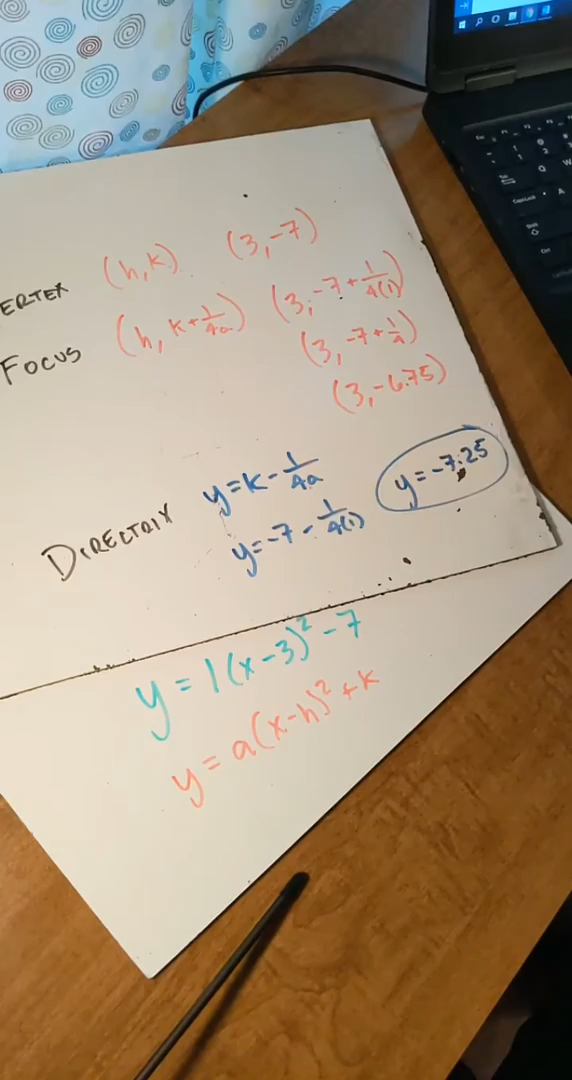 ERTEX (h,k) (3,-7)
FOCUS (h, k+1/4a) (3,-7+1/4(1))
(3,-7+1/4)
(3,-6.75)
DIRECTRIX y=k-1/4a y=-7.25
y=-7-1/4(1)
y=1(x-3)²-7
y=a(x-h)²+k